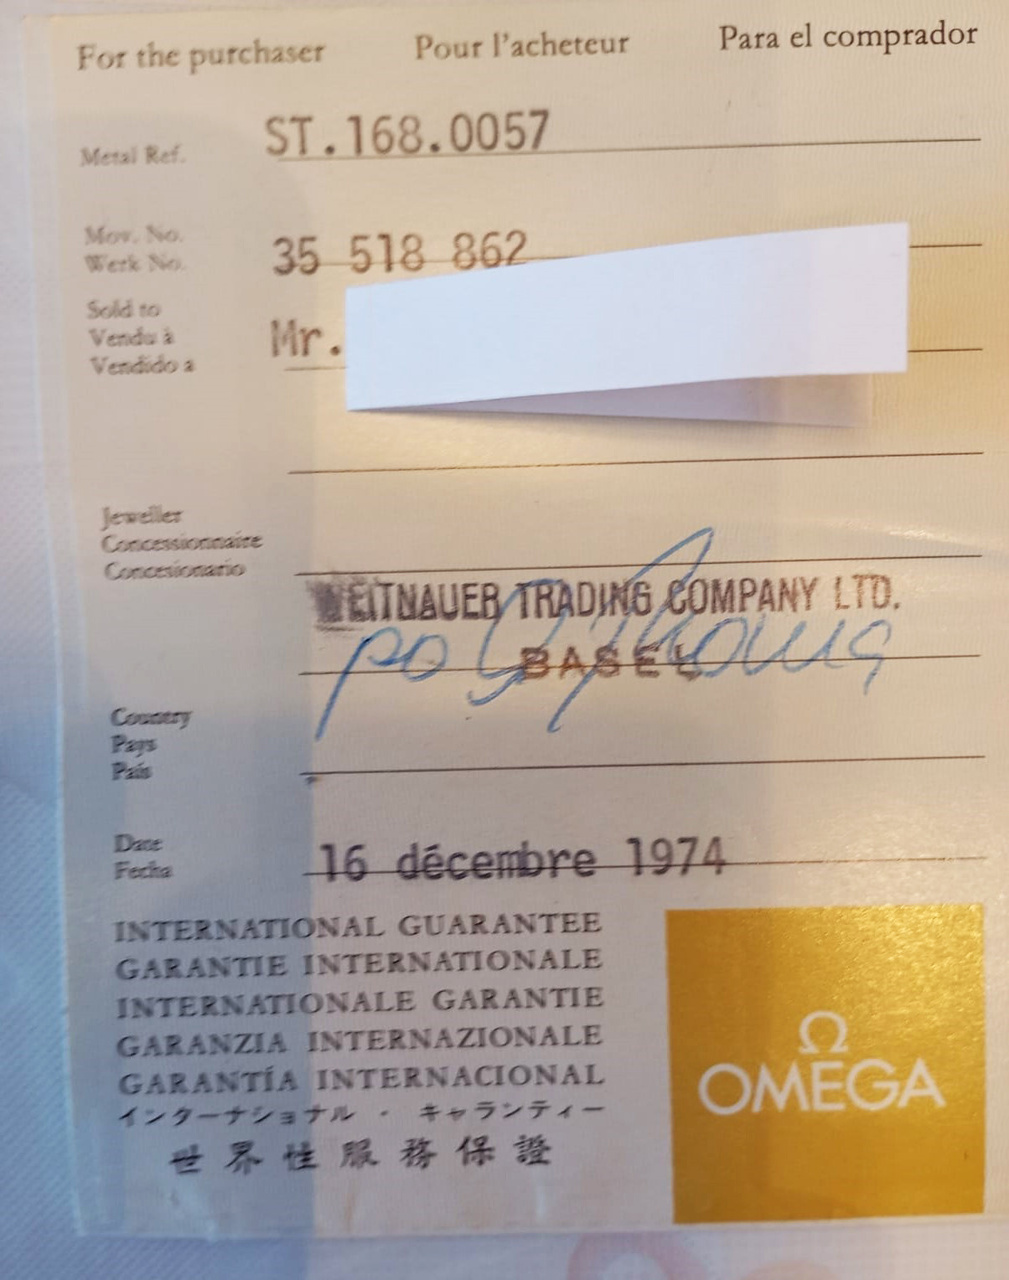 For the purchaser Pour l'acheteur Para el comprador
Metal Ref. ST.168.0057
Mov. No.
Werk No. 35 518 862
Sold to
Vendu à Mr.
Vendido a
Jeweller
Concessionnaire
Concesionario
WEITNAUER TRADING COMPANY LTD.
BASEL
Country
Pays
País
Date
Fecha 16 décembre 1974
INTERNATIONAL GUARANTEE
GARANTIE INTERNATIONALE
INTERNATIONALE GARANTIE
GARANZIA INTERNAZIONALE
GARANTÍA INTERNACIONAL
インターナショナル · キャランティー
世界性服務保證
Ω
OMEGA